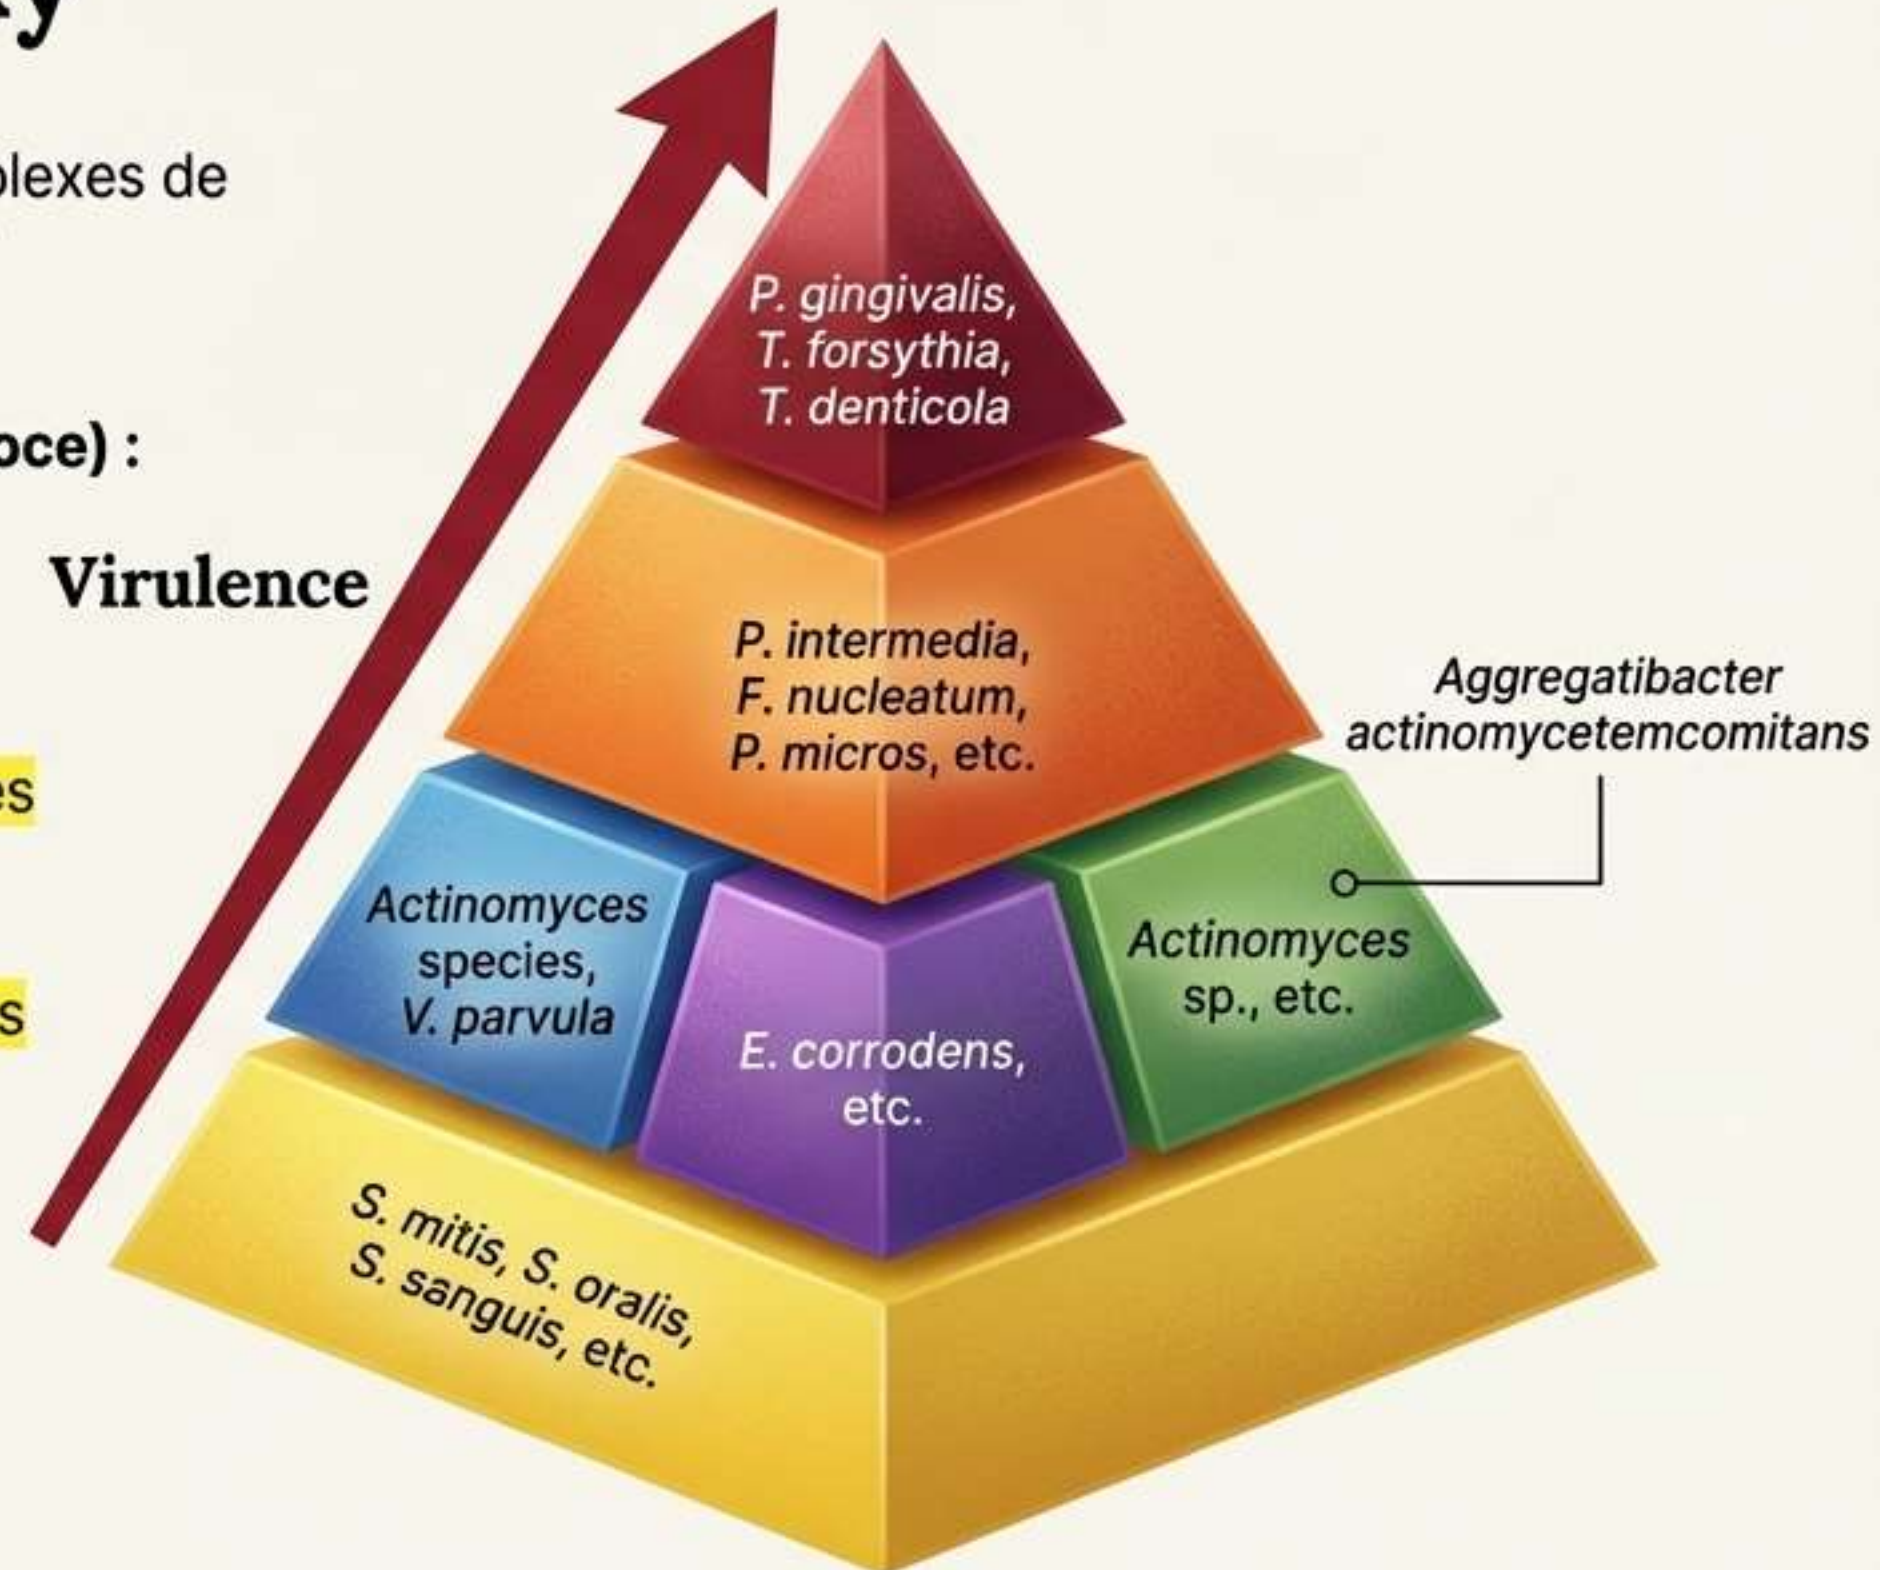 plexes de
oce) :
Virulence
es
s
P. gingivalis,
T. forsythia,
T. denticola
P. intermedia,
F. nucleatum,
P. micros, etc.
Aggregatibacter
actinomycetemcomitans
Actinomyces
species,
V. parvula
E. corrodens,
etc.
Actinomyces
sp., etc.
S. mitis, S. oralis,
S. sanguis, etc.